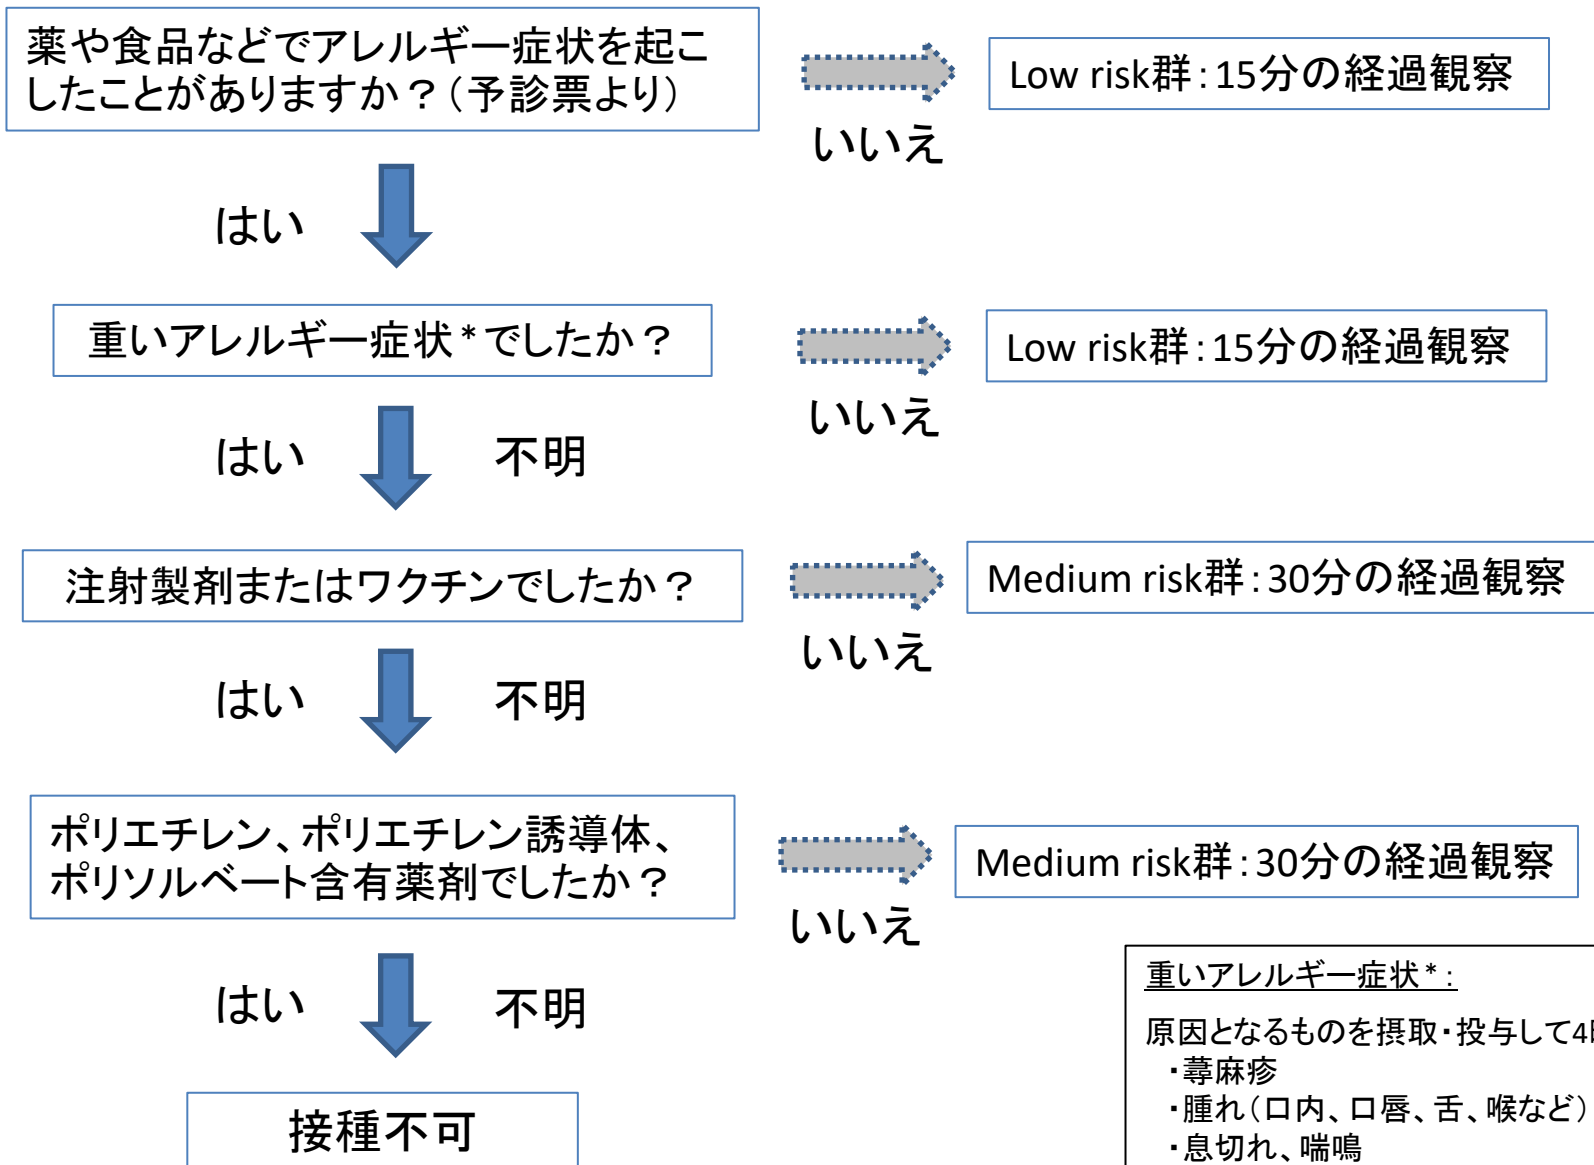 薬や食品などでアレルギー症状を起こ
したことがありますか？（予診票より）
いいえ
Low risk群：15分の経過観察
はい
重いアレルギー症状*でしたか？
いいえ
Low risk群：15分の経過観察
はい
不明
注射製剤またはワクチンでしたか？
いいえ
Medium risk群：30分の経過観察
はい
不明
ポリエチレン、ポリエチレン誘導体、
ポリソルベート含有薬剤でしたか？
いいえ
Medium risk群：30分の経過観察
はい
不明
接種不可
重いアレルギー症状*：
原因となるものを摂取・投与して4
・蕁麻疹
・腫れ（口内、口唇、舌、喉など）
・息切れ、喘鳴